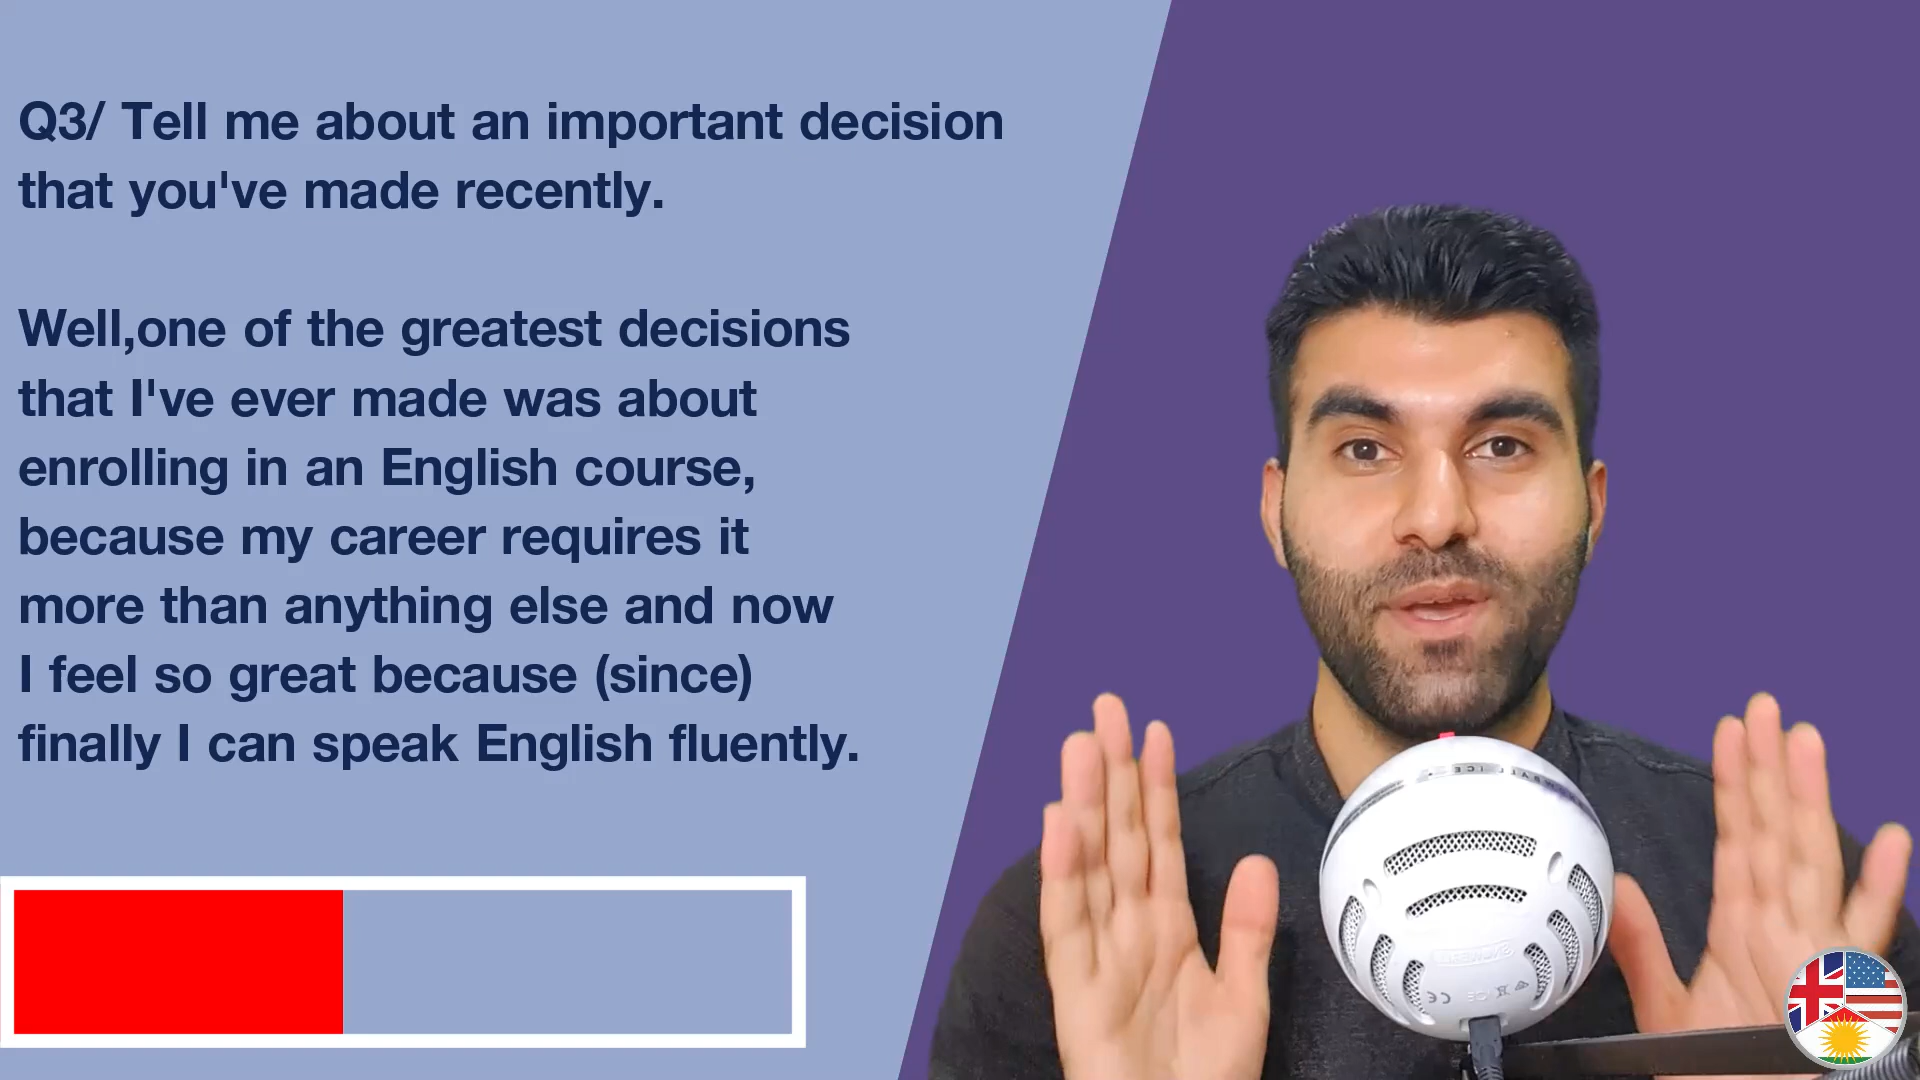 Q3/ Tell me about an important decision
that you've made recently.
Well,one of the greatest decisions
that I've ever made was about
enrolling in an English course,
because my career requires it
more than anything else and now
I feel so great because (since)
finally I can speak English fluently.